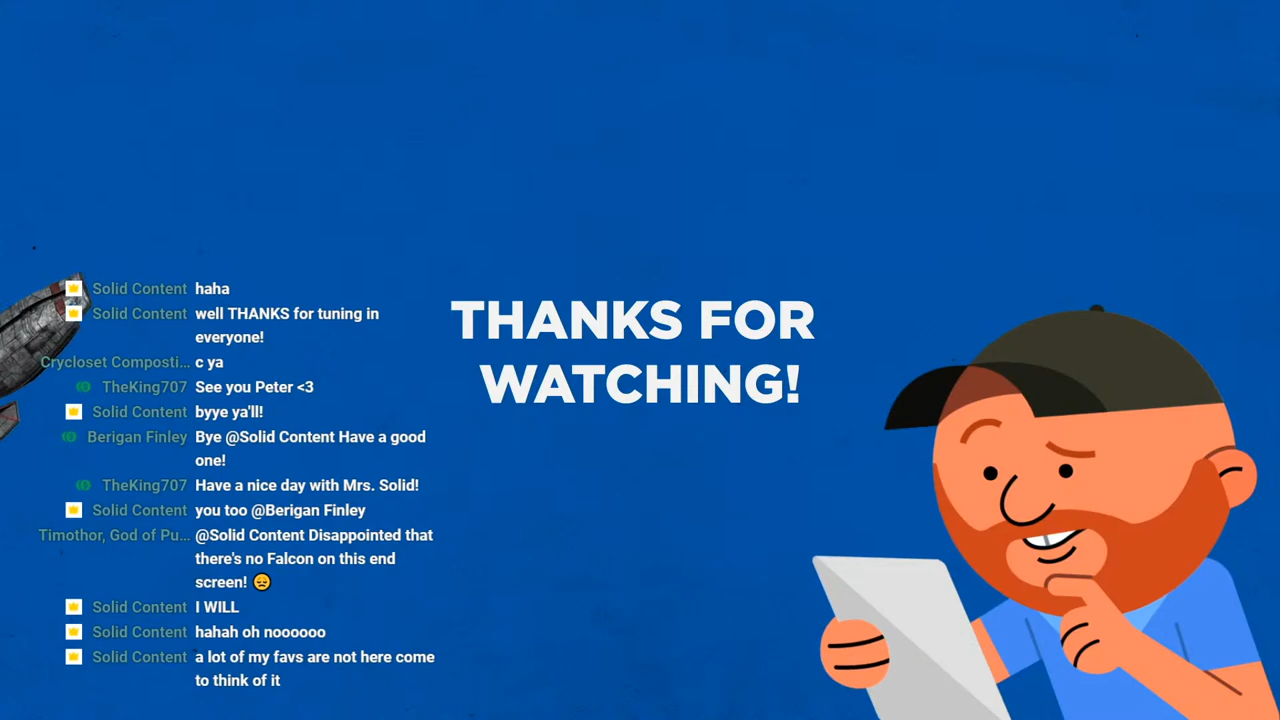 Solid Content haha
Solid Content well THANKS for tuning in
everyone!
Crycloset Composti... c ya
TheKing707 See you Peter <3
Solid Content byye ya'll!
Berigan Finley Bye @Solid Content Have a good
one!
TheKing707 Have a nice day with Mrs. Solid!
Solid Content you too @Berigan Finley
Timothor, God of Pu... @Solid Content Disappointed that
there's no Falcon on this end
screen! 😔
Solid Content I WILL
Solid Content hahah oh noooooo
Solid Content a lot of my favs are not here come
to think of it
THANKS FOR
WATCHING!